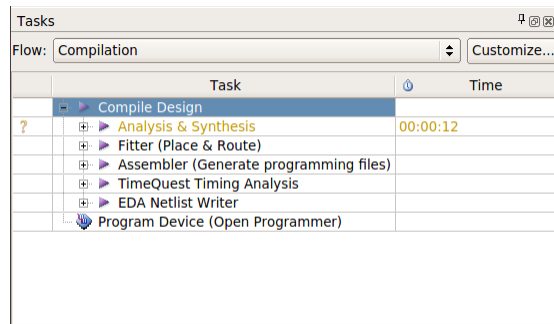 Tasks
Flow: Compilation Customize...
Task Time
Compile Design
? Analysis & Synthesis 00:00:12
Fitter (Place & Route)
Assembler (Generate programming files)
TimeQuest Timing Analysis
EDA Netlist Writer
Program Device (Open Programmer)